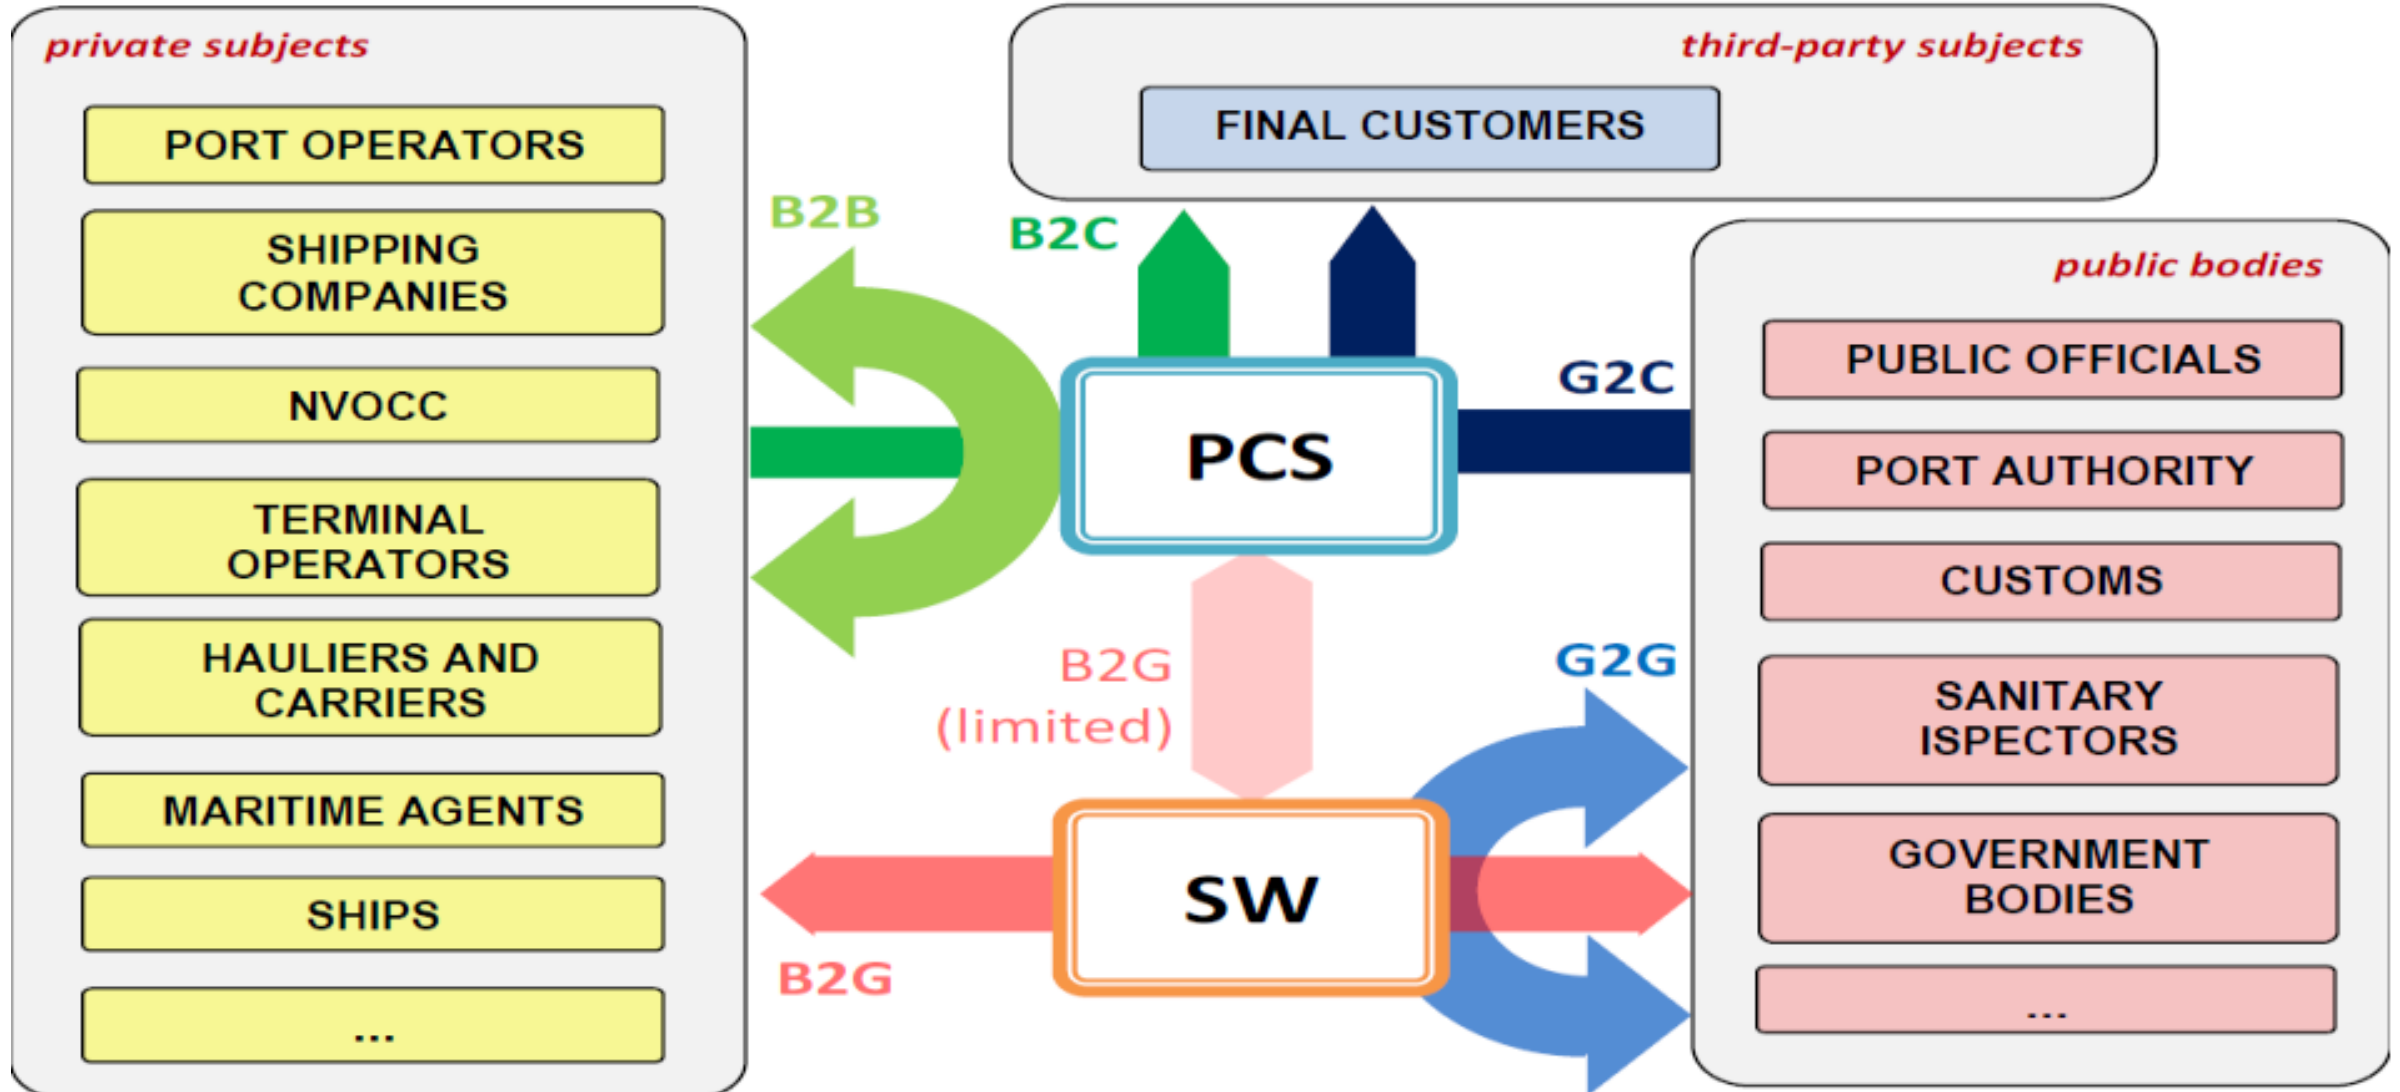 private subjects
PORT OPERATORS
SHIPPING
COMPANIES
NVOCC
TERMINAL
OPERATORS
HAULIERS AND
CARRIERS
MARITIME AGENTS
SHIPS
...
third-party subjects
FINAL CUSTOMERS
B2B
B2C
G2C
PCS
B2G
(limited)
G2G
SW
B2G
public bodies
PUBLIC OFFICIALS
PORT AUTHORITY
CUSTOMS
SANITARY
ISPECTORS
GOVERNMENT
BODIES
...